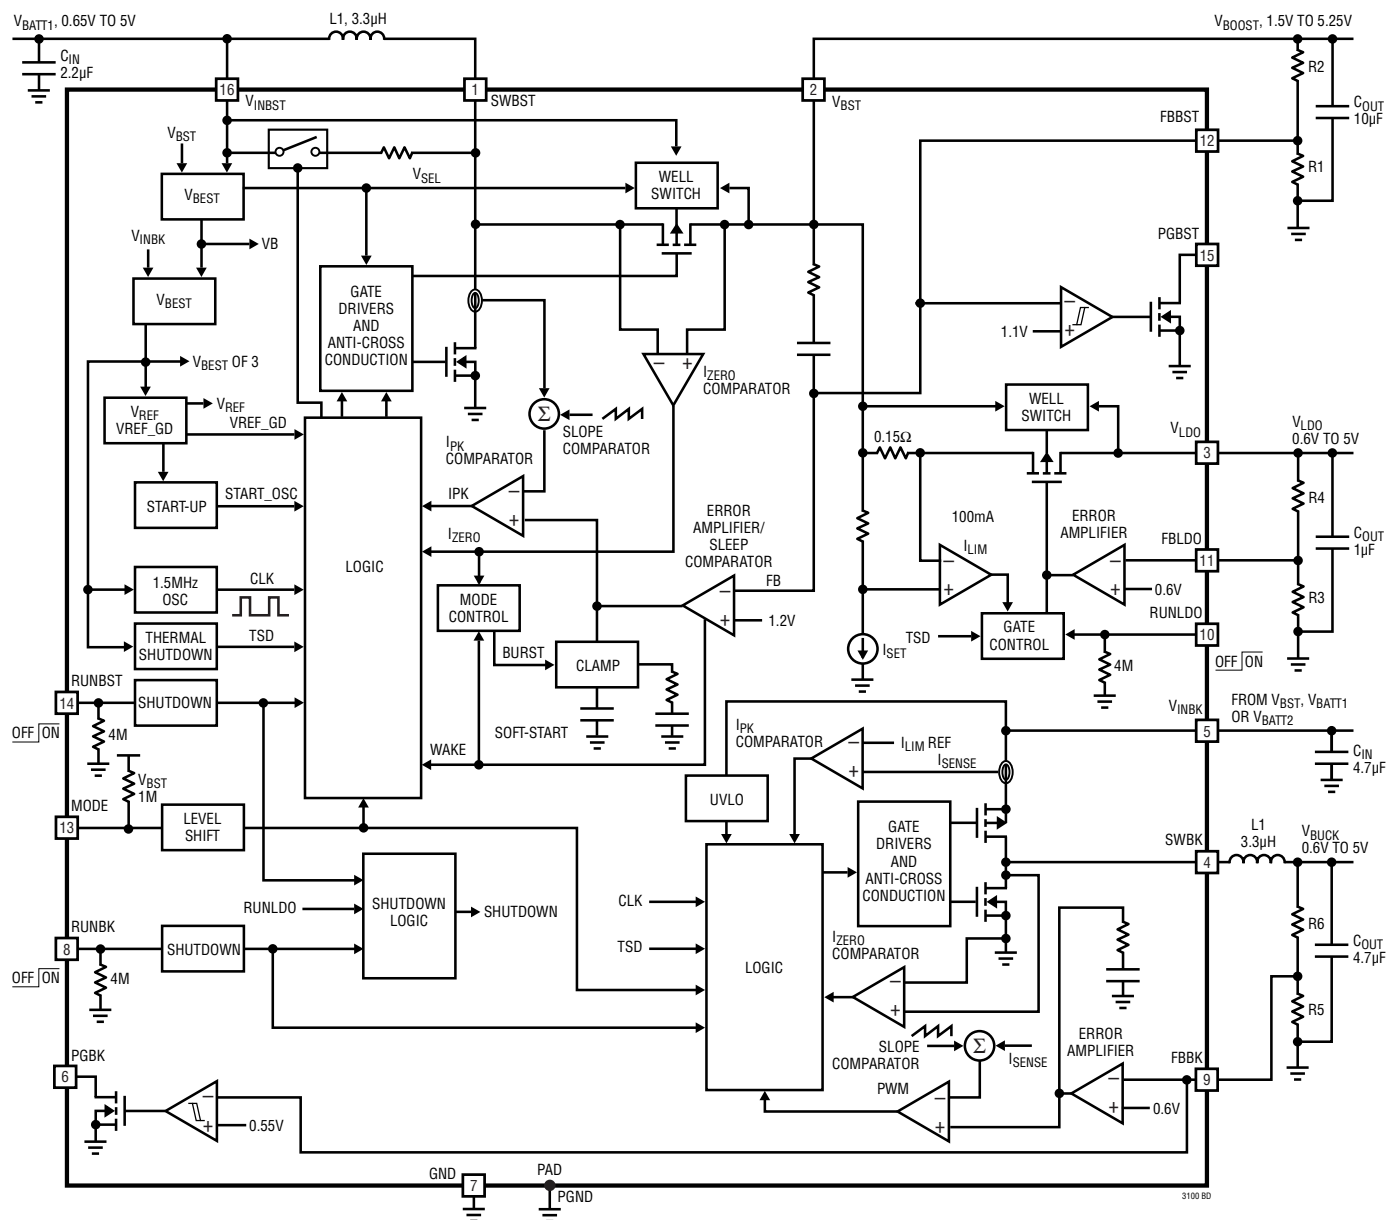 VBATT1, 0.65V TO 5V
L1, 3.3µH
VBOOST, 1.5V TO 5.25V
CIN
2.2µF
R2
COUT
10µF
R1
16
VINBST
1
SWBST
2
VBST
FBBST
12
VBST
VBEST
VSEL
WELL
SWITCH
VINBK
VB
VBEST
VBEST OF 3
VREF
VREF_GD
VREF
VREF_GD
START-UP
START_OSC
1.5MHz
OSC
CLK
THERMAL
SHUTDOWN
TSD
RUNBST
14
SHUTDOWN
OFF ON
4M
GATE
DRIVERS
AND
ANTI-CROSS
CONDUCTION
LOGIC
Σ
SLOPE
COMPARATOR
IPK
COMPARATOR
IPK
–
+
IZERO
– +
IZERO
COMPARATOR
MODE
CONTROL
BURST
CLAMP
SOFT-START
WAKE
ERROR
AMPLIFIER/
SLEEP
COMPARATOR
FB
–
+
1.2V
PGBST
15
–
+
1.1V
WELL
SWITCH
0.15Ω
VLDO
3
VLDO
0.6V TO 5V
R4
COUT
1µF
R3
100mA
ILIM
–
+
ERROR
AMPLIFIER
–
+
0.6V
FBLDO
11
RUNLDO
10
OFF ON
TSD
GATE
CONTROL
4M
ISET
VBST
1M
MODE
13
LEVEL
SHIFT
RUNLDO
SHUTDOWN
LOGIC
SHUTDOWN
RUNBK
8
SHUTDOWN
OFF ON
4M
PGBK
6
–
+
0.55V
VINBK
5
FROM VBST, VBATT1
OR VBATT2
CIN
4.7µF
IPK
COMPARATOR
–
+
ILIM REF
ISENSE
UVLO
GATE
DRIVERS
AND
ANTI-CROSS
CONDUCTION
SWBK
4
L1
3.3µH
VBUCK
0.6V TO 5V
R6
COUT
4.7µF
R5
CLK
TSD
LOGIC
IZERO
COMPARATOR
–
+
SLOPE
COMPARATOR
Σ
ISENSE
PWM
–
+
ERROR
AMPLIFIER
–
+
0.6V
FBBK
9
GND
7
PAD
PGND
3100 BD